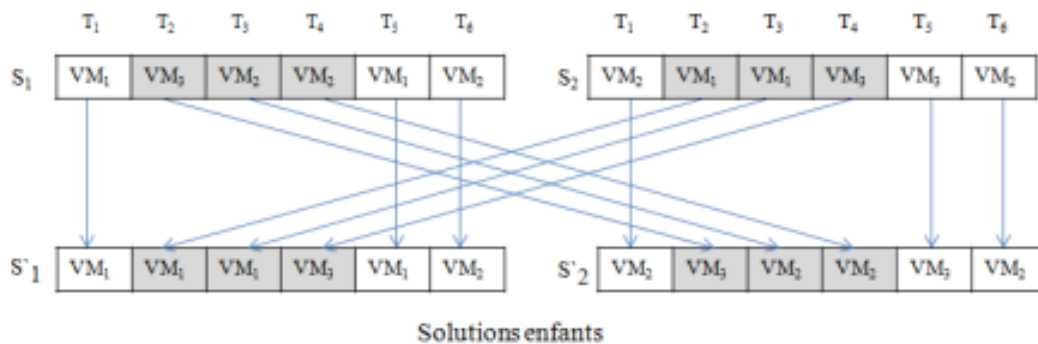 T₁ T₂ T₃ T₄ T₅ T₆ T₁ T₂ T₃ T₄ T₅ T₆
S₁ VM₁ VM₃ VM₂ VM₂ VM₁ VM₂ S₂ VM₂ VM₁ VM₁ VM₃ VM₃ VM₂
S`1 VM₁ VM₁ VM₁ VM₃ VM₁ VM₂ S`2 VM₂ VM₃ VM₂ VM₂ VM₃ VM₂
Solutions enfants